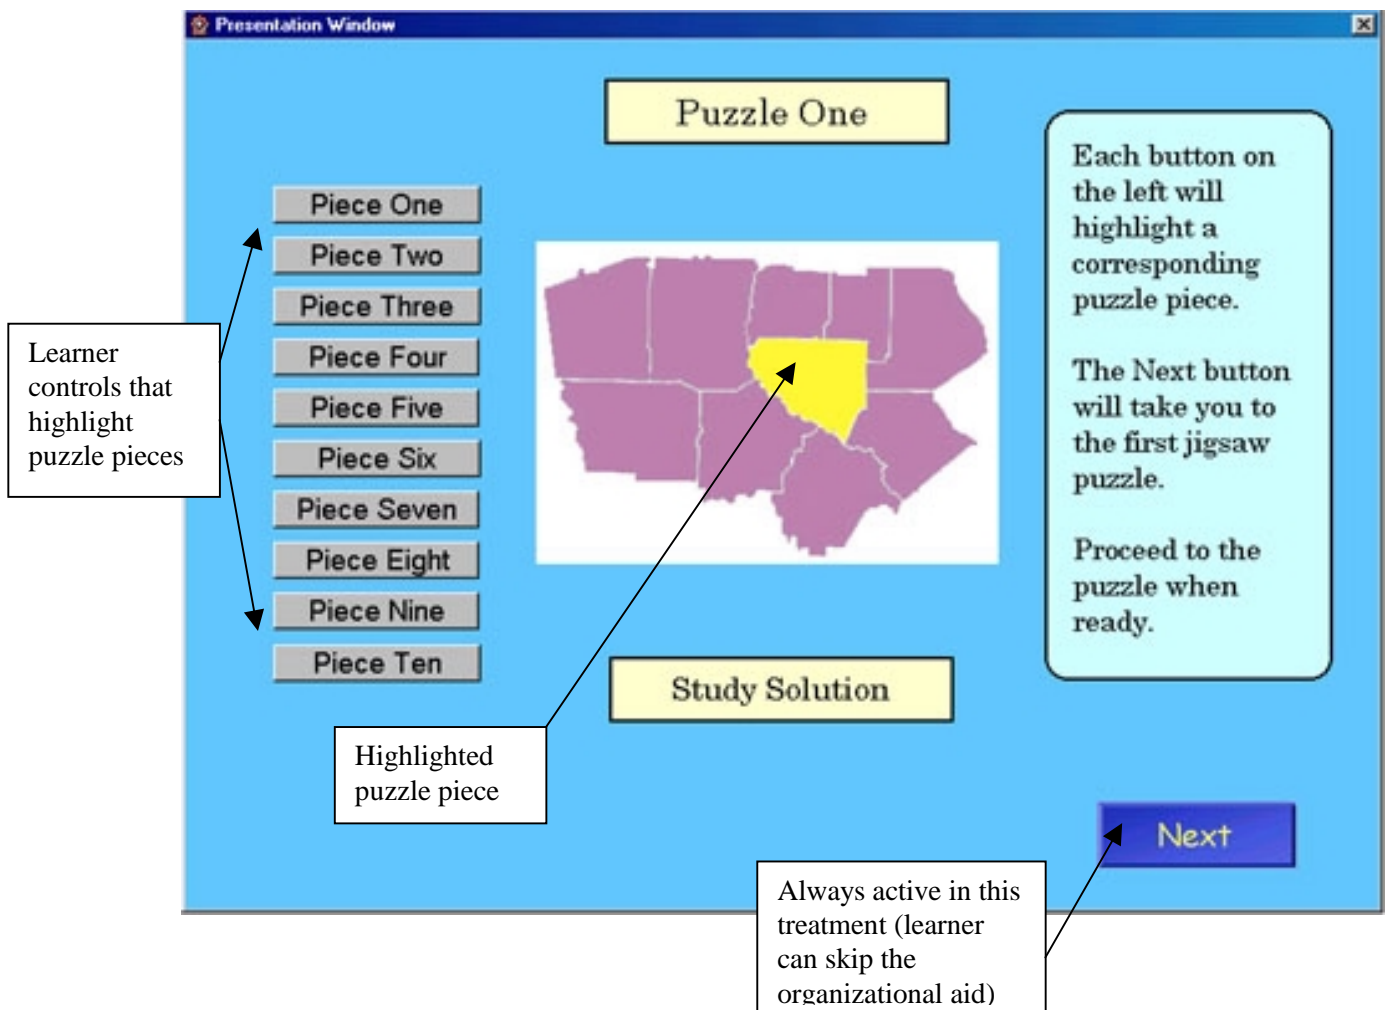 Presentation Window
Puzzle One
Piece One
Piece Two
Piece Three
Piece Four
Piece Five
Piece Six
Piece Seven
Piece Eight
Piece Nine
Piece Ten
Learner
controls that
highlight
puzzle pieces
Each button on
the left will
highlight a
corresponding
puzzle piece.
The Next button
will take you to
the first jigsaw
puzzle.
Proceed to the
puzzle when
ready.
Study Solution
Highlighted
puzzle piece
Next
Always active in this
treatment (learner
can skip the
organizational aid)